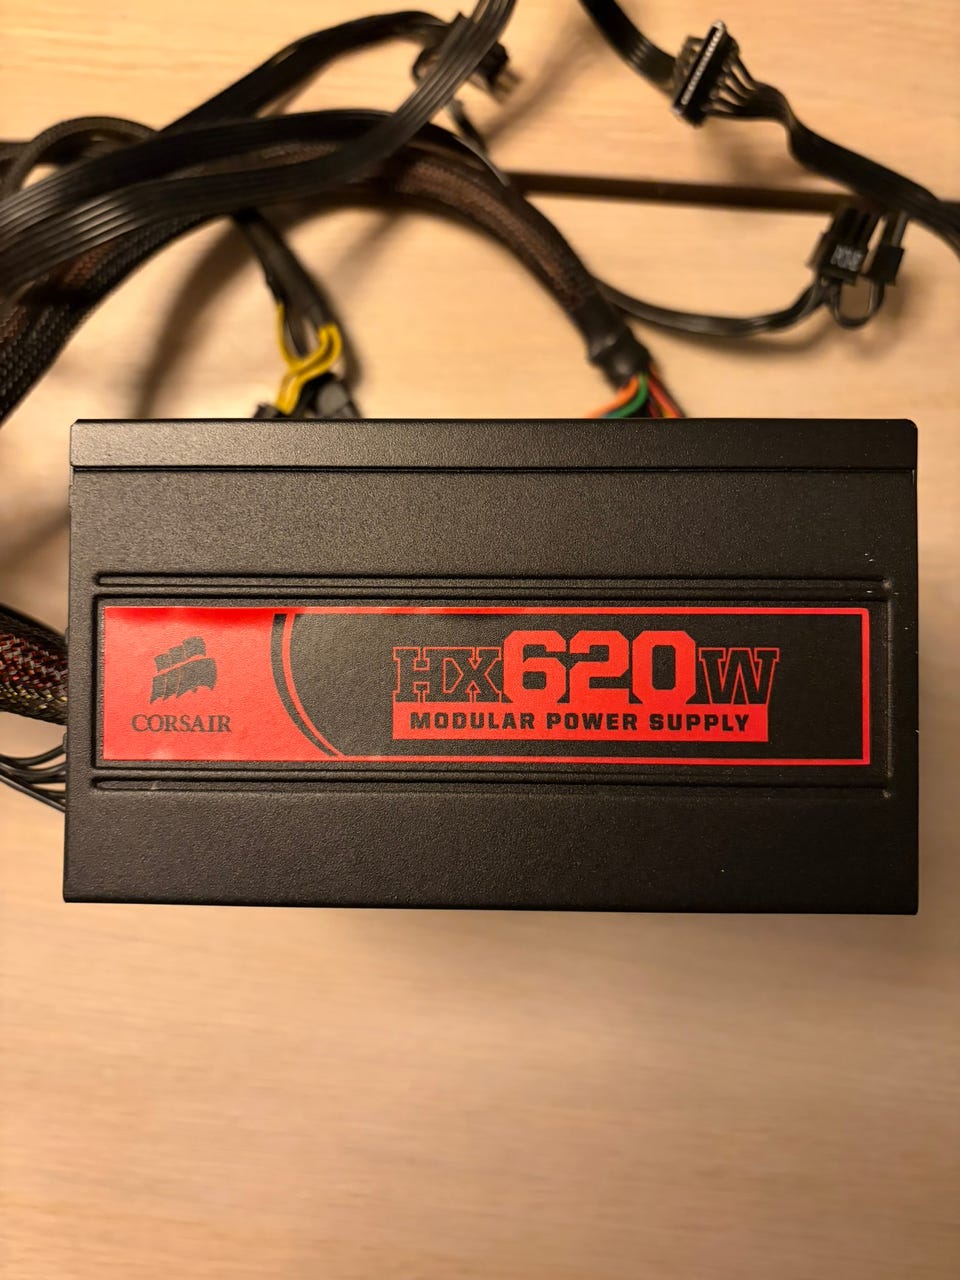 CORSAIR
HX620W
MODULAR POWER SUPPLY